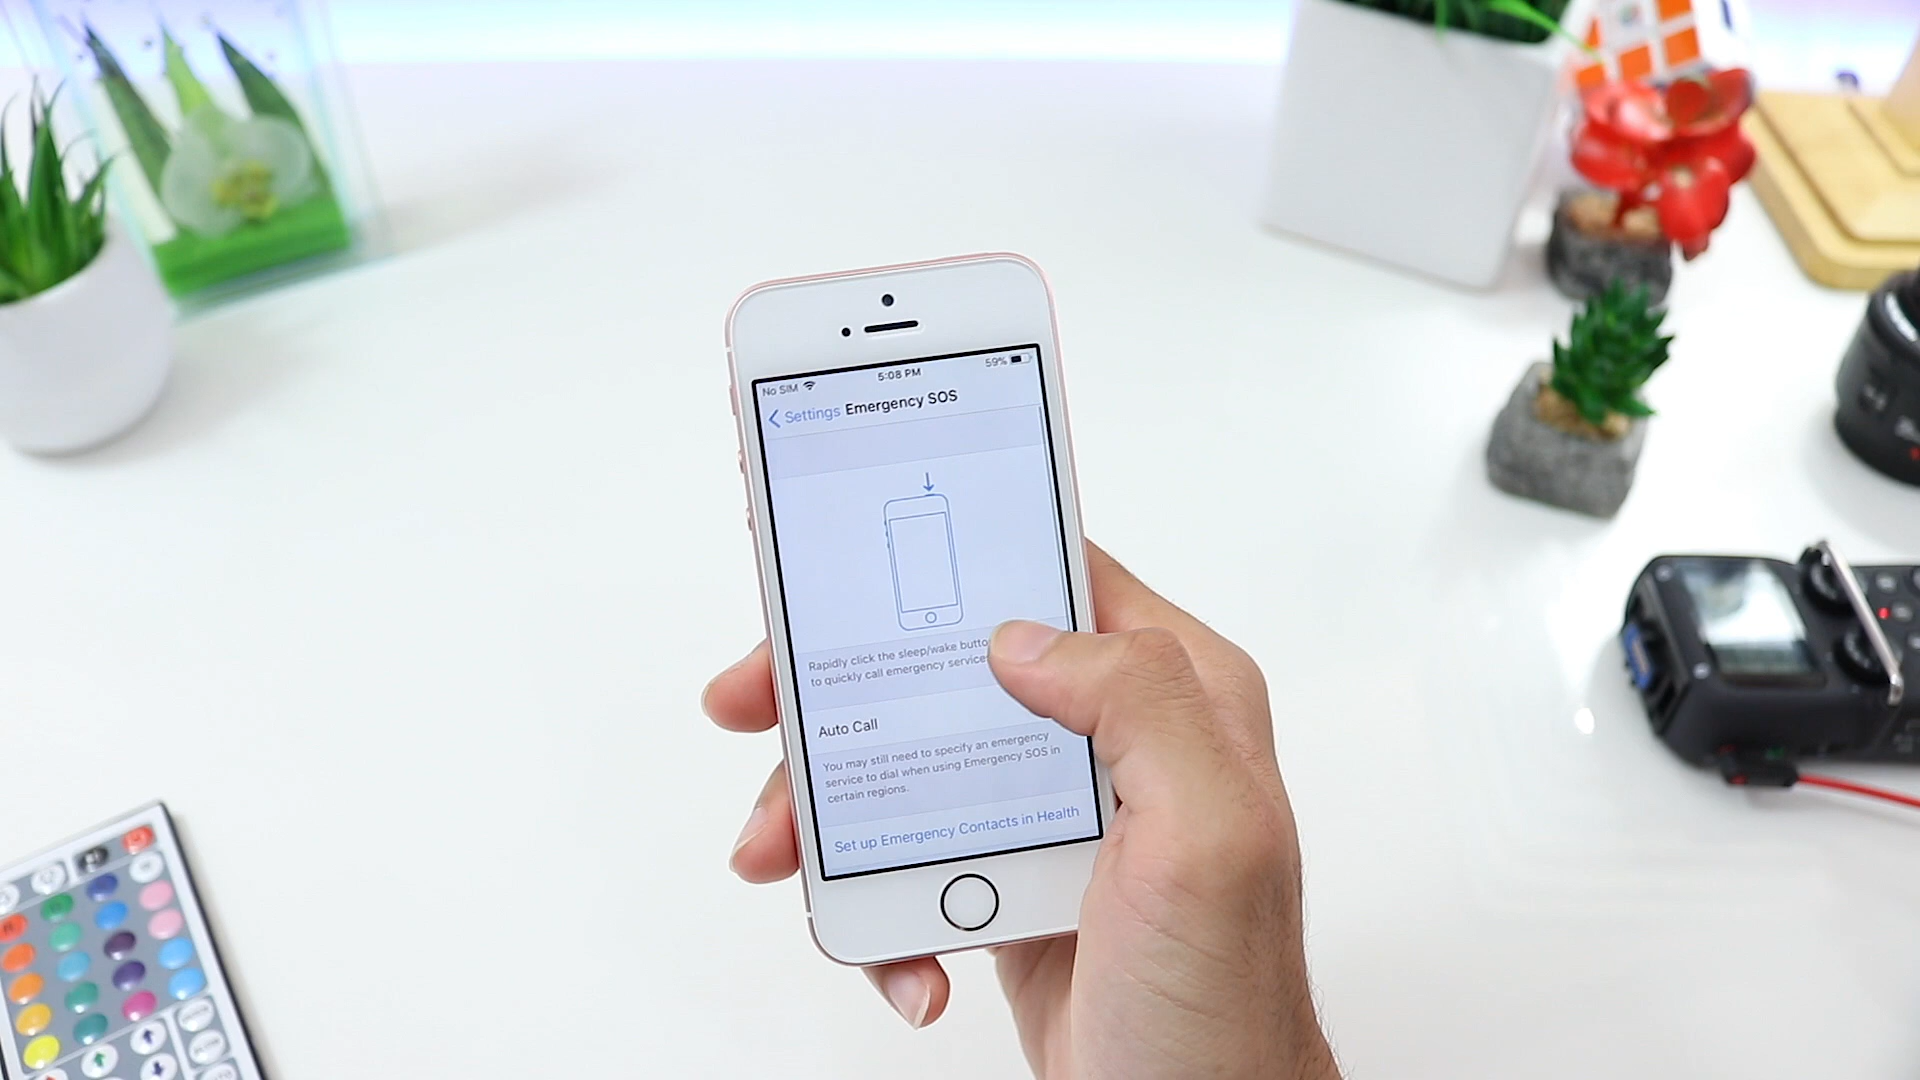 No SIM 5:08 PM 59%
Settings Emergency SOS
Rapidly click the sleep/wake
to quickly call emergency
Auto Call
You may still need to specify an emergency
service to dial when using Emergency SOS in
certain regions.
Set up Emergency Contacts in Health